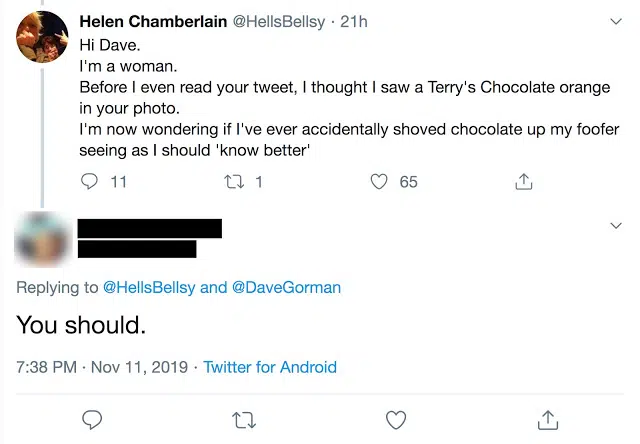 Helen Chamberlain @HellsBellsy · 21h
Hi Dave.
I'm a woman.
Before I even read your tweet, I thought I saw a Terry's Chocolate orange
in your photo.
I'm now wondering if I've ever accidentally shoved chocolate up my foofer
seeing as I should 'know better'
11 1 65
Replying to @HellsBellsy and @DaveGorman
You should.
7:38 PM · Nov 11, 2019 · Twitter for Android